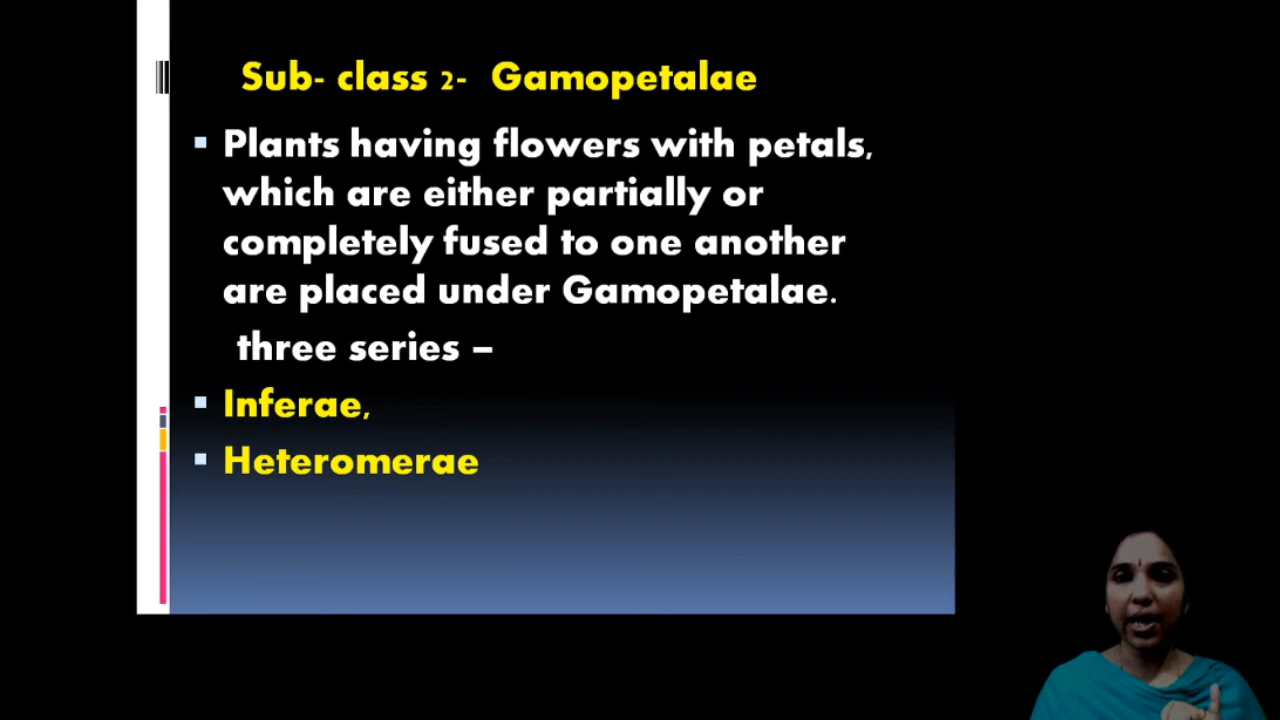 Sub- class 2- Gamopetalae
Plants having flowers with petals,
which are either partially or
completely fused to one another
are placed under Gamopetalae.
three series –
Inferae,
Heteromerae